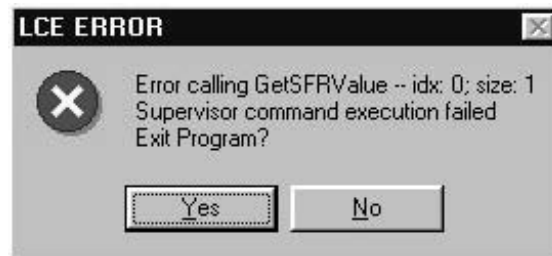 LCE ERROR
Error calling GetSFRValue -- idx: 0; size: 1
Supervisor command execution failed
Exit Program?
Yes
No